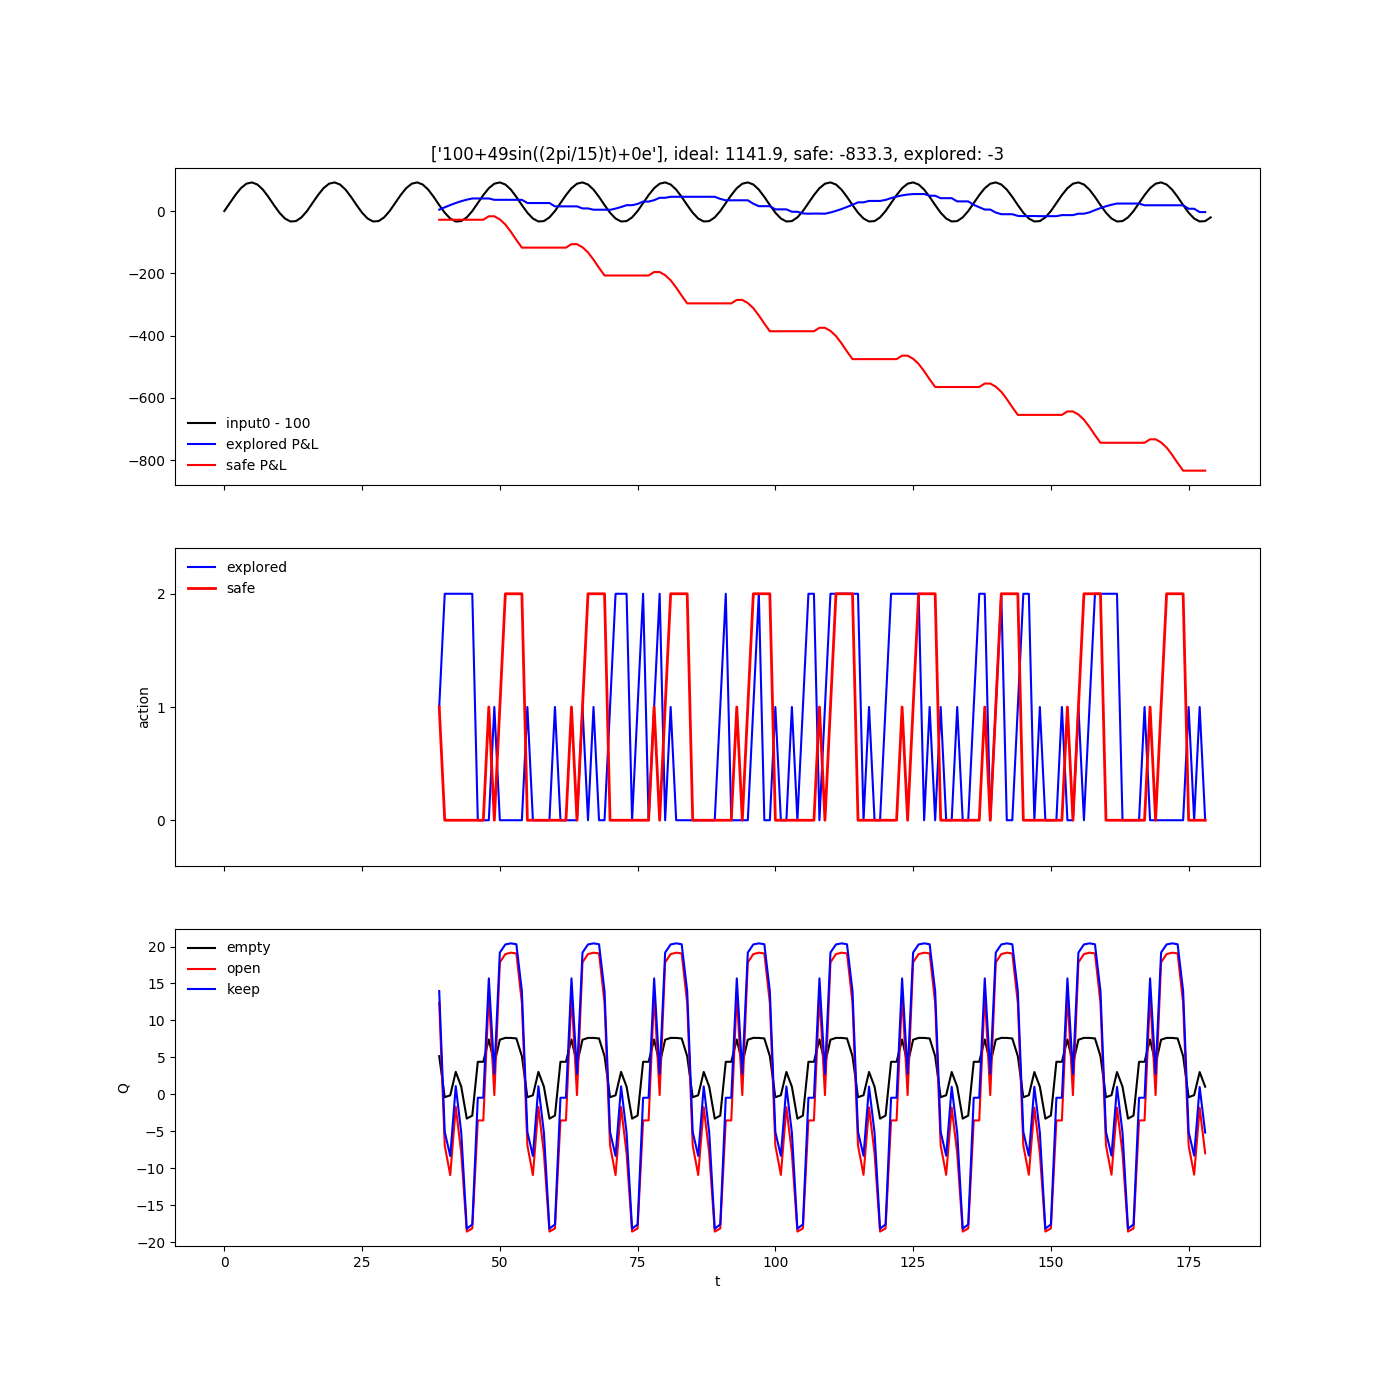 ['100+49sin((2pi/15)t)+0e'], ideal: 1141.9, safe: -833.3, explored: -3
0
−200
−400
−600
−800
input0 - 100
explored P&L
safe P&L
explored
safe
2
1
0
action
empty
open
keep
20
15
10
5
0
−5
−10
−15
−20
Q
0 25 50 75 100 125 150 175
t